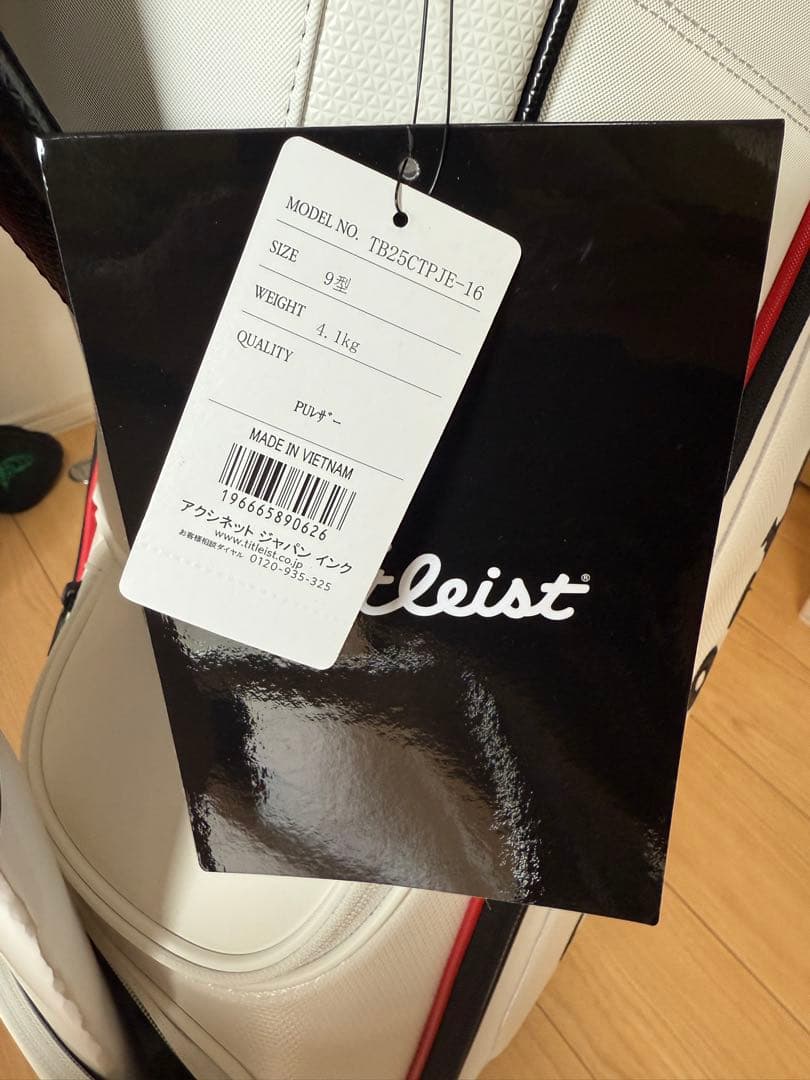 MODEL NO. TB25CTPJE-16
SIZE 9型
WEIGHT 4.1kg
QUALITY
PUﾚｻﾞｰ
MADE IN VIETNAM
196665890626
アクシネット ジャパン インク
www.titleist.co.jp
お客様相談ダイヤル 0120-935-325
tleist®